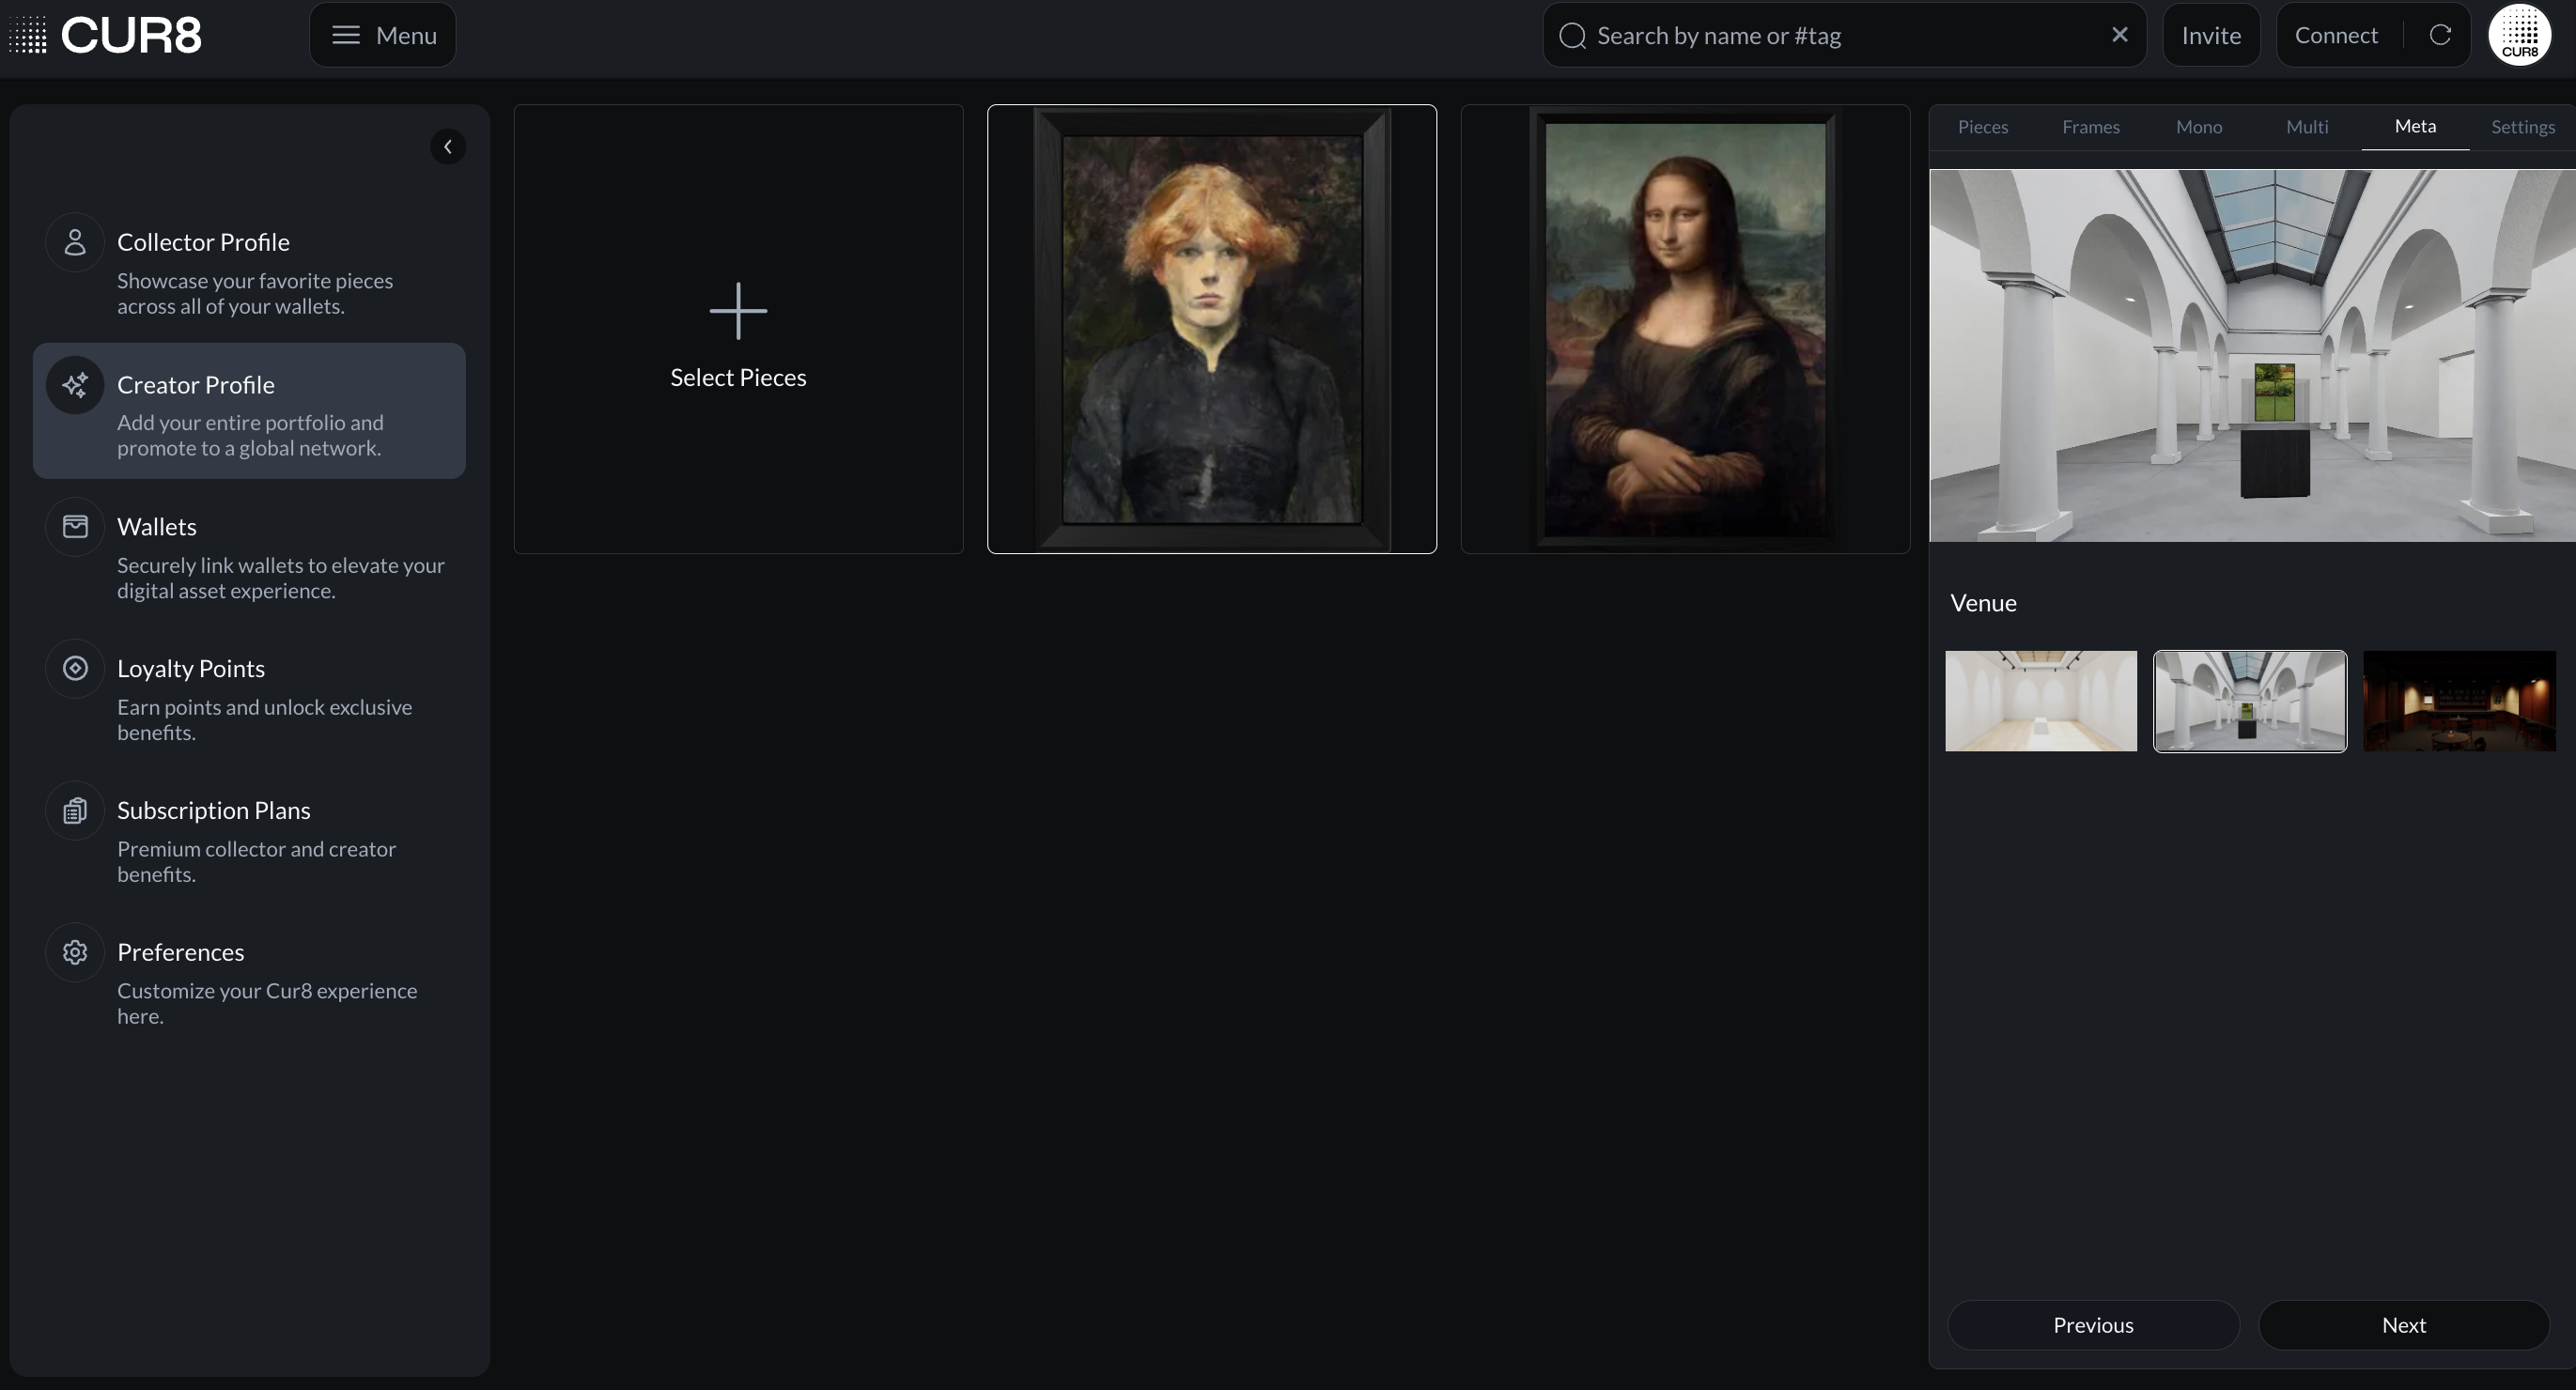 CUR8
Menu
Search by name or #tag
Invite
Connect
CUR8
Collector Profile
Showcase your favorite pieces
across all of your wallets.
Creator Profile
Add your entire portfolio and
promote to a global network.
Wallets
Securely link wallets to elevate your
digital asset experience.
Loyalty Points
Earn points and unlock exclusive
benefits.
Subscription Plans
Premium collector and creator
benefits.
Preferences
Customize your Cur8 experience
here.
Select Pieces
Pieces
Frames
Mono
Multi
Meta
Settings
Venue
Previous
Next